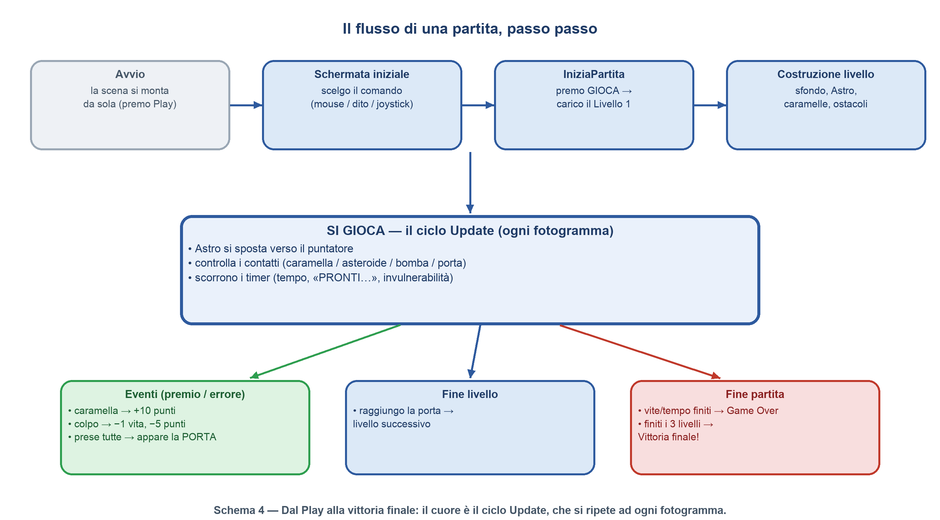 Il flusso di una partita, passo passo
Avvio
la scena si monta
da sola (premo Play)
Schermata iniziale
scelgo il comando
(mouse / dito / joystick)
IniziaPartita
premo GIOCA →
carico il Livello 1
Costruzione livello
sfondo, Astro,
caramelle, ostacoli
SI GIOCA — il ciclo Update (ogni fotogramma)
• Astro si sposta verso il puntatore
• controlla i contatti (caramella / asteroide / bomba / porta)
• scorrono i timer (tempo, «PRONTI…», invulnerabilità)
Eventi (premio / errore)
• caramella → +10 punti
• colpo → −1 vita, −5 punti
• prese tutte → appare la PORTA
Fine livello
• raggiungo la porta →
livello successivo
Fine partita
• vite/tempo finiti → Game Over
• finiti i 3 livelli →
Vittoria finale!
Schema 4 — Dal Play alla vittoria finale: il cuore è il ciclo Update, che si ripete ad ogni fotogramma.